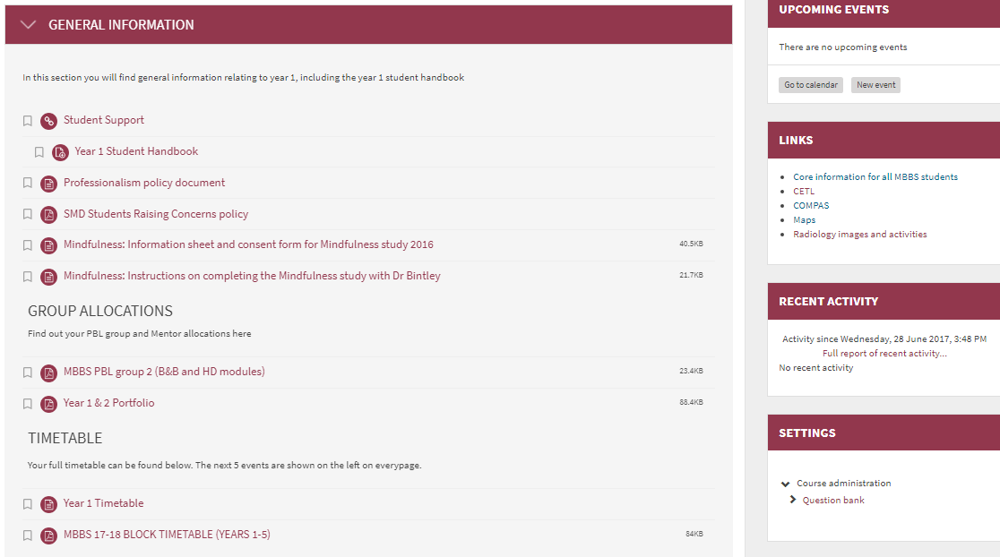 GENERAL INFORMATION
In this section you will find general information relating to year 1, including the year 1 student handbook
Student Support
Year 1 Student Handbook
Professionalism policy document
SMD Students Raising Concerns policy
Mindfulness: Information sheet and consent form for Mindfulness study 2016 40.5KB
Mindfulness: Instructions on completing the Mindfulness study with Dr Bintley 21.7KB
GROUP ALLOCATIONS
Find out your PBL group and Mentor allocations here
MBBS PBL group 2 (B&B and HD modules) 23.4KB
Year 1 & 2 Portfolio 88.4KB
TIMETABLE
Your full timetable can be found below. The next 5 events are shown on the left on everypage.
Year 1 Timetable
MBBS 17-18 BLOCK TIMETABLE (YEARS 1-5) 84KB
UPCOMING EVENTS
There are no upcoming events
Go to calendar New event
LINKS
Core information for all MBBS students
CETL
COMPAS
Maps
Radiology images and activities
RECENT ACTIVITY
Activity since Wednesday, 28 June 2017, 3:48 PM
Full report of recent activity...
No recent activity
SETTINGS
Course administration
Question bank